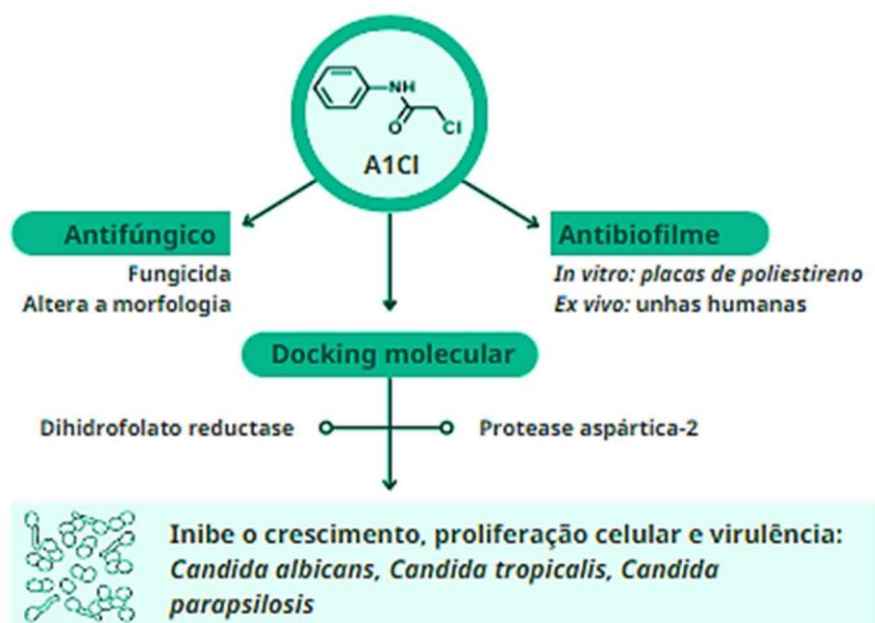 NH
O
Cl
A1Cl
Antifúngico
Fungicida
Altera a morfologia
Antibiofilme
In vitro: placas de poliestireno
Ex vivo: unhas humanas
Docking molecular
Dihidrofolato reductase
Protease aspártica-2
Inibe o crescimento, proliferação celular e virulência:
Candida albicans, Candida tropicalis, Candida
parapsilosis